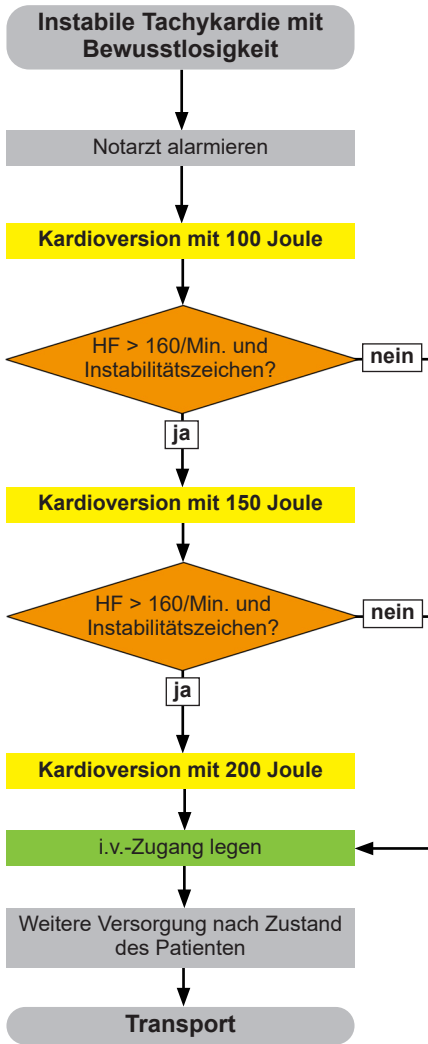 Instabile Tachykardie mit
Bewusstlosigkeit
Notarzt alarmieren
Kardioversion mit 100 Joule
HF > 160/Min. und
Instabilitätszeichen?
nein
ja
Kardioversion mit 150 Joule
HF > 160/Min. und
Instabilitätszeichen?
nein
ja
Kardioversion mit 200 Joule
i.v.-Zugang legen
Weitere Versorgung nach Zustand
des Patienten
Transport